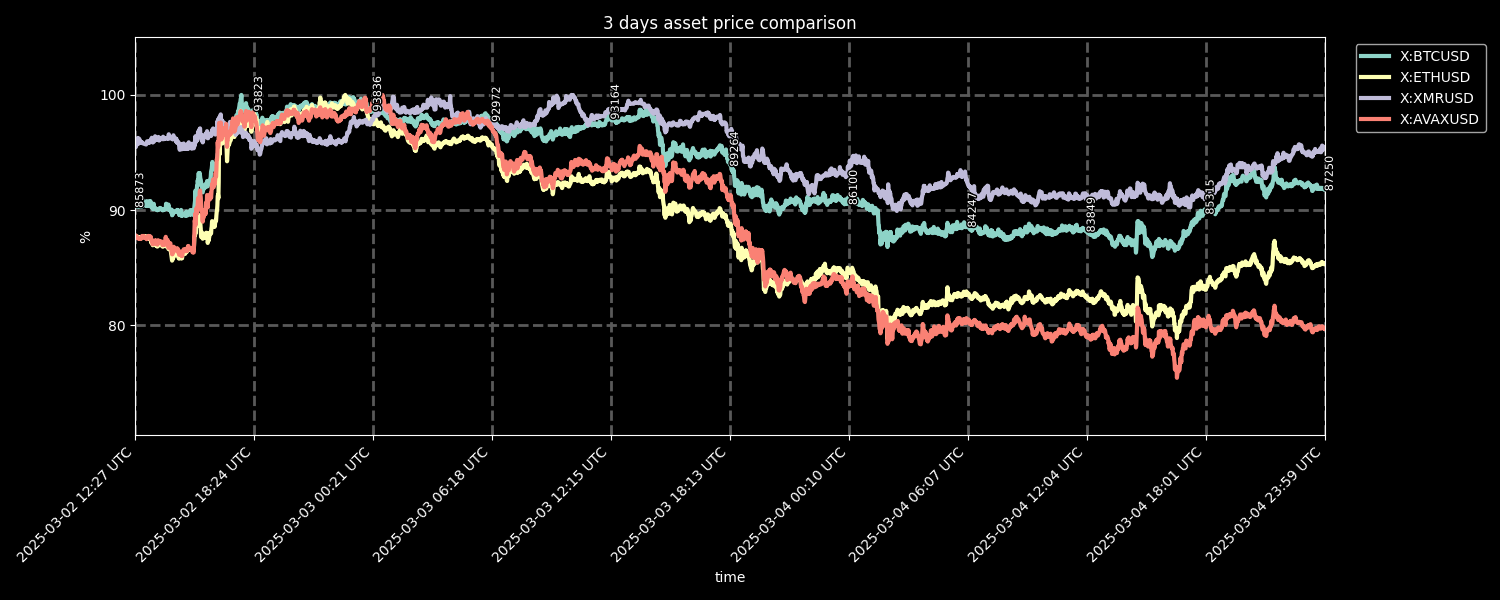 3 days asset price comparison
X:BTCUSD
X:ETHUSD
X:XMRUSD
X:AVAXUSD
100
90
80
%
85873
93823
93836
92972
93164
89264
86100
84247
83849
85315
87250
2025-03-02 12:27 UTC
2025-03-02 18:24 UTC
2025-03-03 00:21 UTC
2025-03-03 06:18 UTC
2025-03-03 12:15 UTC
2025-03-03 18:13 UTC
2025-03-04 00:10 UTC
2025-03-04 06:07 UTC
2025-03-04 12:04 UTC
2025-03-04 18:01 UTC
2025-03-04 23:59 UTC
time